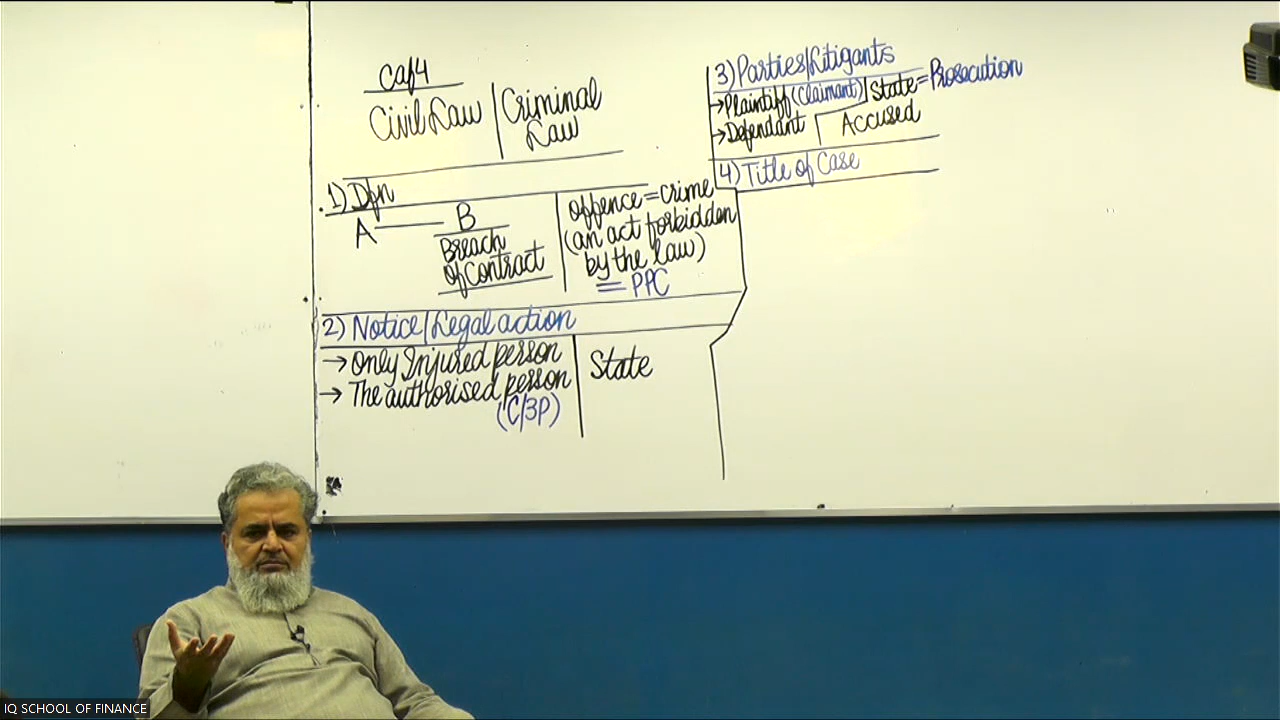 Caf4
Civil Law | Criminal Law
1) Dfn
A — B
Breach of Contract
offence = crime
(an act forbidden
by the law)
= PPC
2) Notice/Legal action
→ Only Injured person
→ The authorised person
(C/3P)
State
3) Parties/Litigants
→ Plaintiff (Claimant) | State = Prosecution
→ Defendant
Accused
4) Title of Case
IQ SCHOOL OF FINANCE